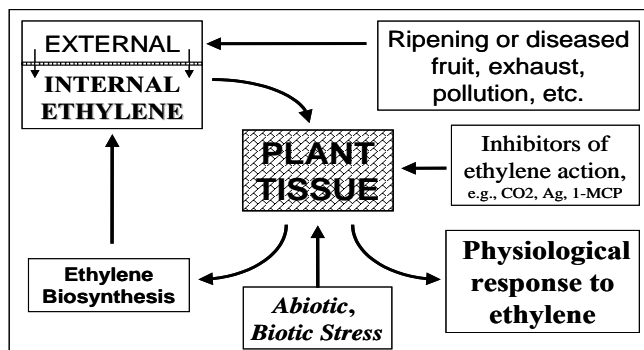 EXTERNAL
INTERNAL
ETHYLENE
Ripening or diseased
fruit, exhaust,
pollution, etc.
PLANT
TISSUE
Inhibitors of
ethylene action,
e.g., CO2, Ag, 1-MCP
Ethylene
Biosynthesis
Abiotic,
Biotic Stress
Physiological
response to
ethylene